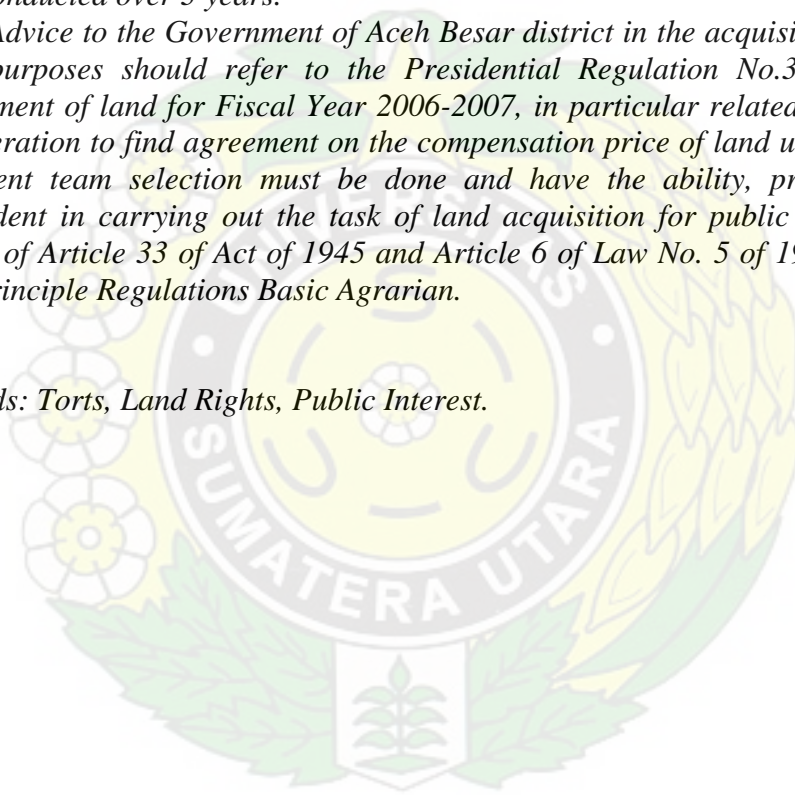 onducted over 5 years.
Advice to the Government of Aceh Besar district in the acquisi
purposes should refer to the Presidential Regulation No.3
ment of land for Fiscal Year 2006-2007, in particular related
eration to find agreement on the compensation price of land u
ent team selection must be done and have the ability, pr
dent in carrying out the task of land acquisition for public
of Article 33 of Act of 1945 and Article 6 of Law No. 5 of 19
rinciple Regulations Basic Agrarian.
ds: Torts, Land Rights, Public Interest.
UNIVERSITAS
SUMATERA UTARA